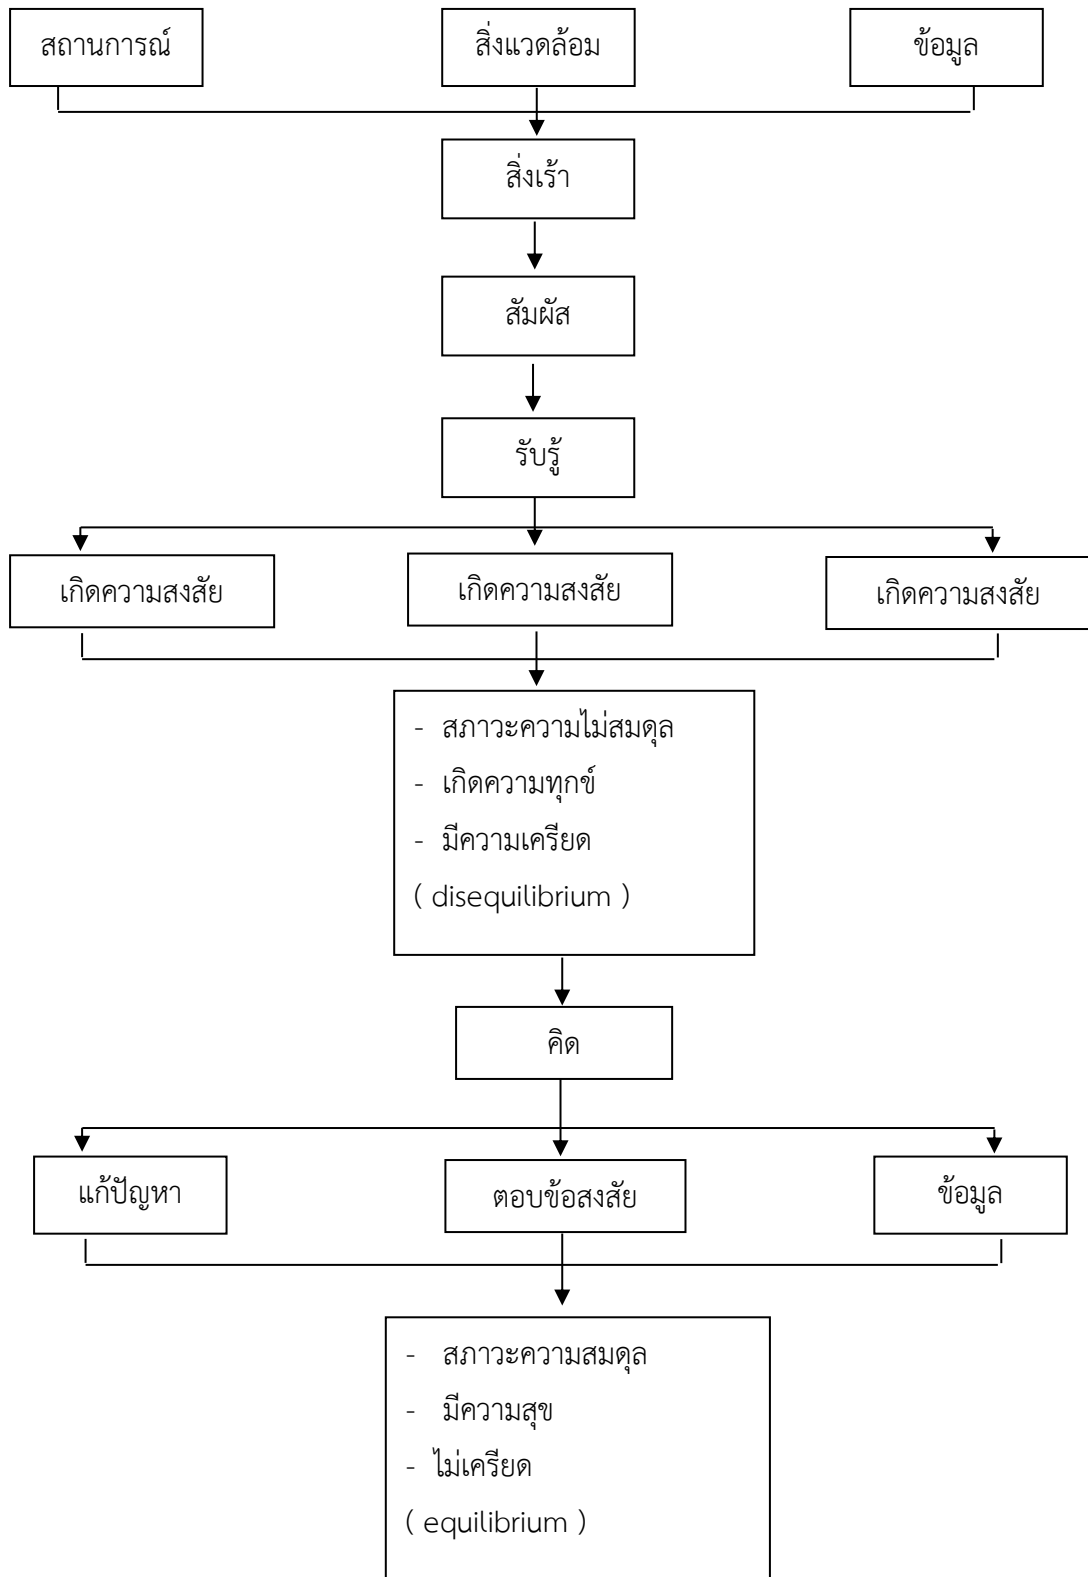 สถานการณ์
สิ่งแวดล้อม
ข้อมูล
สิ่งเร้า
สัมผัส
รับรู้
เกิดความสงสัย
เกิดความสงสัย
เกิดความสงสัย
- สภาวะความไม่สมดุล
- เกิดความทุกข์
- มีความเครียด
( disequilibrium )
คิด
แก้ปัญหา
ตอบข้อสงสัย
ข้อมูล
- สภาวะความสมดุล
- มีความสุข
- ไม่เครียด
( equilibrium )